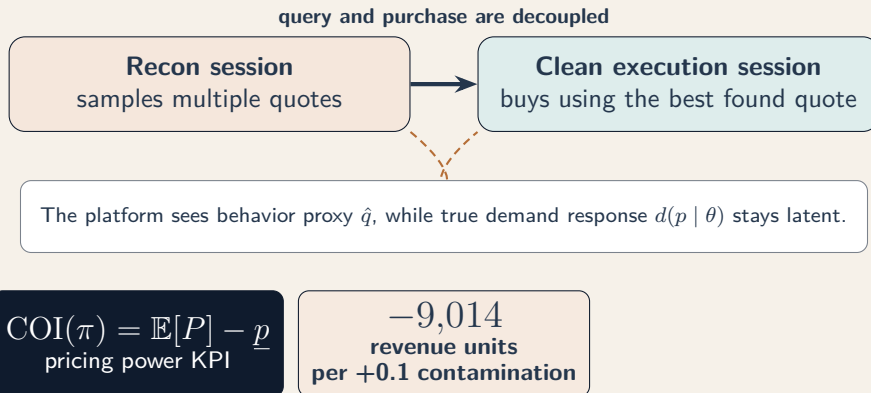 query and purchase are decoupled
Recon session
samples multiple quotes
Clean execution session
buys using the best found quote
The platform sees behavior proxy q̂, while true demand response d(p | θ) stays latent.
COI(π) = 𝔼[P] − p̲
pricing power KPI
−9,014
revenue units
per +0.1 contamination